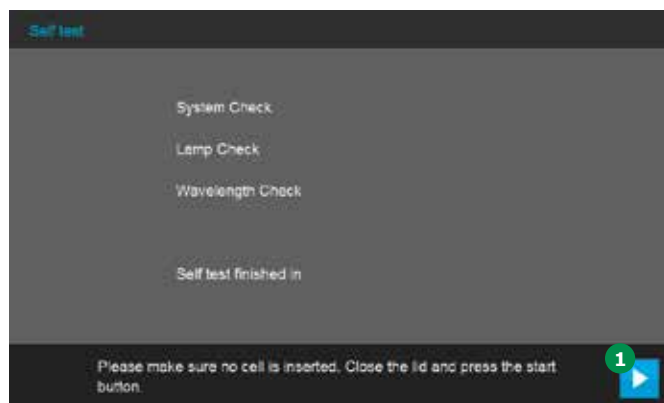 Self test
System Check
Lamp Check
Wavelength Check
Self test finished in
Please make sure no cell is inserted. Close the lid and press the start
button.
1